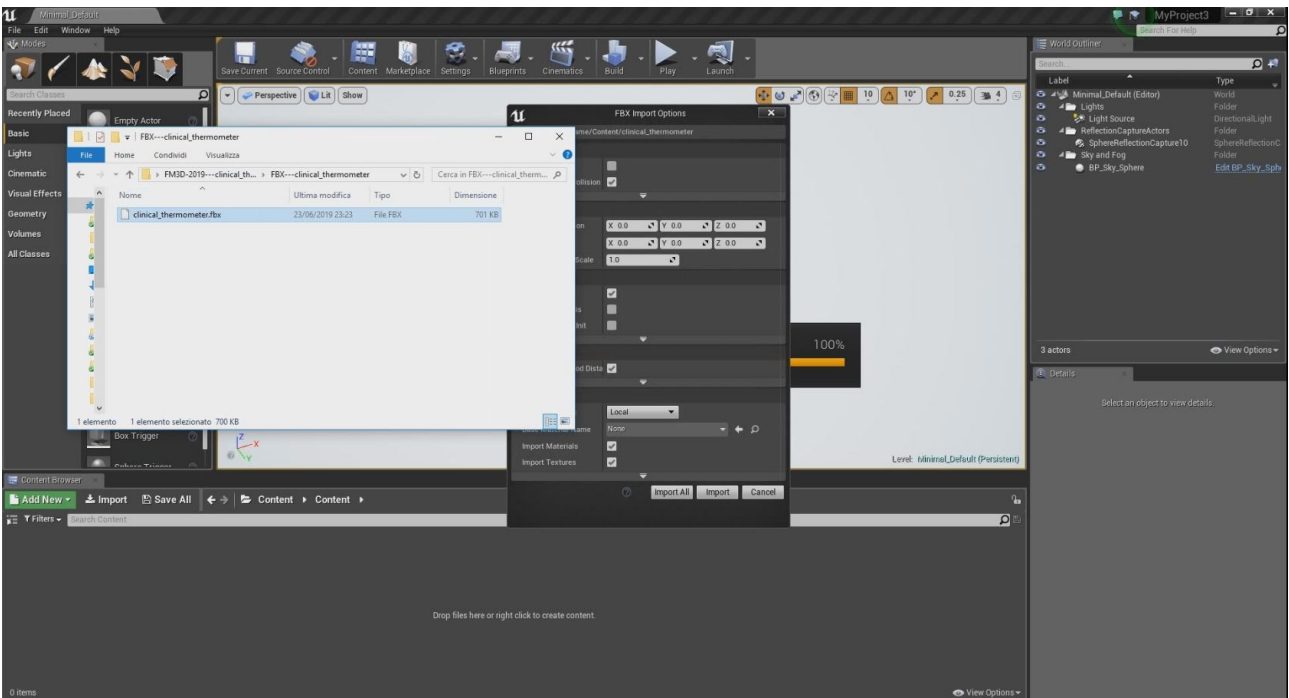 Minimal_Default
MyProject3
File Edit Window Help
Search For Help
Modes
Save Current Source Control Content Marketplace Settings Blueprints Cinematics Build Play Launch
World Outliner
Search...
Search Classes
Perspective Lit Show
10 10° 0.25 4
Label Type
Recently Placed
Empty Actor
Minimal_Default (Editor) World
Lights Folder
Light Source DirectionalLight
ReflectionCaptureActors Folder
SphereReflectionCapture10 SphereReflectionC
Sky and Fog Folder
BP_Sky_Sphere Edit BP_Sky_Sph
Basic
Lights
Cinematic
Visual Effects
Geometry
Volumes
All Classes
FBX Import Options
me/Content/clinical_thermometer
FBX---clinical_thermometer
File Home Condividi Visualizza
FM3D-2019---clinical_th... › FBX---clinical_thermometer
Cerca in FBX---clinical_therm...
Nome Ultima modifica Tipo Dimensione
clinical_thermometer.fbx 23/06/2019 23:23 File FBX 701 KB
1 elemento 1 elemento selezionato 700 KB
X 0.0 Y 0.0 Z 0.0
X 0.0 Y 0.0 Z 0.0
Scale 1.0
od Dista
Local
None
Import Materials
Import Textures
Import All Import Cancel
100%
3 actors View Options
Details
Select an object to view details.
Box Trigger
Z
X
Y
Level: Minimal_Default (Persistent)
Content Browser
Add New Import Save All Content Content
Filters Search Content
Drop files here or right click to create content.
0 items View Options